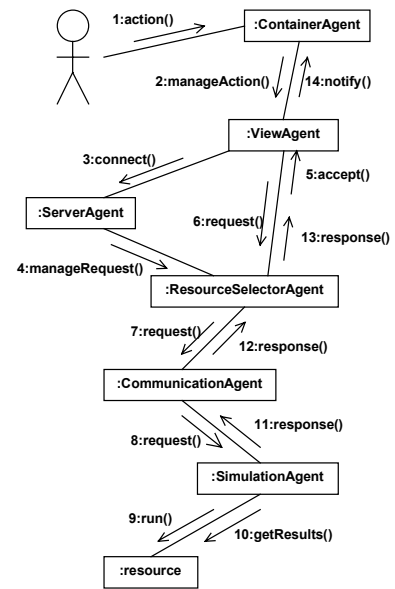 1:action()
:ContainerAgent
2:manageAction()
14:notify()
:ViewAgent
3:connect()
5:accept()
:ServerAgent
6:request()
13:response()
4:manageRequest()
:ResourceSelectorAgent
7:request()
12:response()
:CommunicationAgent
11:response()
8:request()
:SimulationAgent
9:run()
10:getResults()
:resource